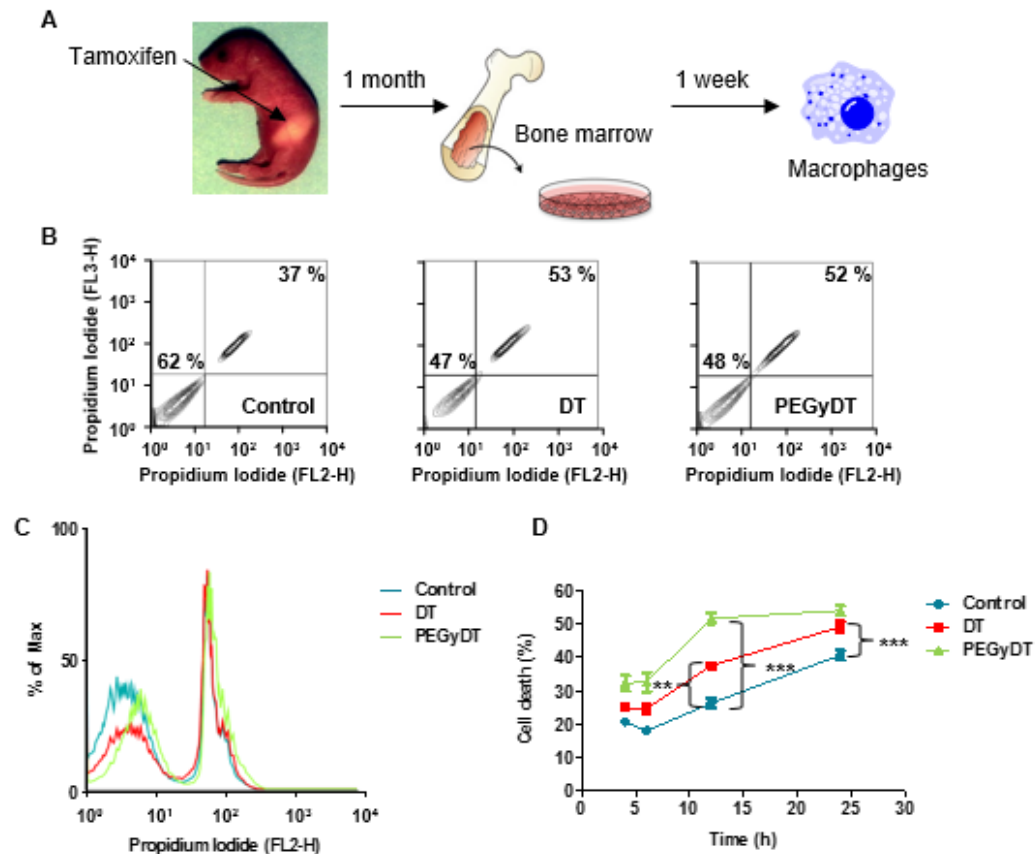 A
Tamoxifen
1 month
Bone marrow
1 week
Macrophages
B
Propidium Iodide (FL3-H)
10⁴
10³
10²
10¹
10⁰
37 %
62 %
Control
10⁰ 10¹ 10² 10³ 10⁴
Propidium Iodide (FL2-H)
53 %
47 %
DT
10⁰ 10¹ 10² 10³ 10⁴
Propidium Iodide (FL2-H)
52 %
48 %
PEGyDT
10⁰ 10¹ 10² 10³ 10⁴
Propidium Iodide (FL2-H)
C
% of Max
100
50
0
10⁰ 10¹ 10² 10³ 10⁴
Propidium Iodide (FL2-H)
Control
DT
PEGyDT
D
Cell death (%)
60
50
40
30
20
10
0
** *** ***
0 5 10 15 20 25 30
Time (h)
Control
DT
PEGyDT